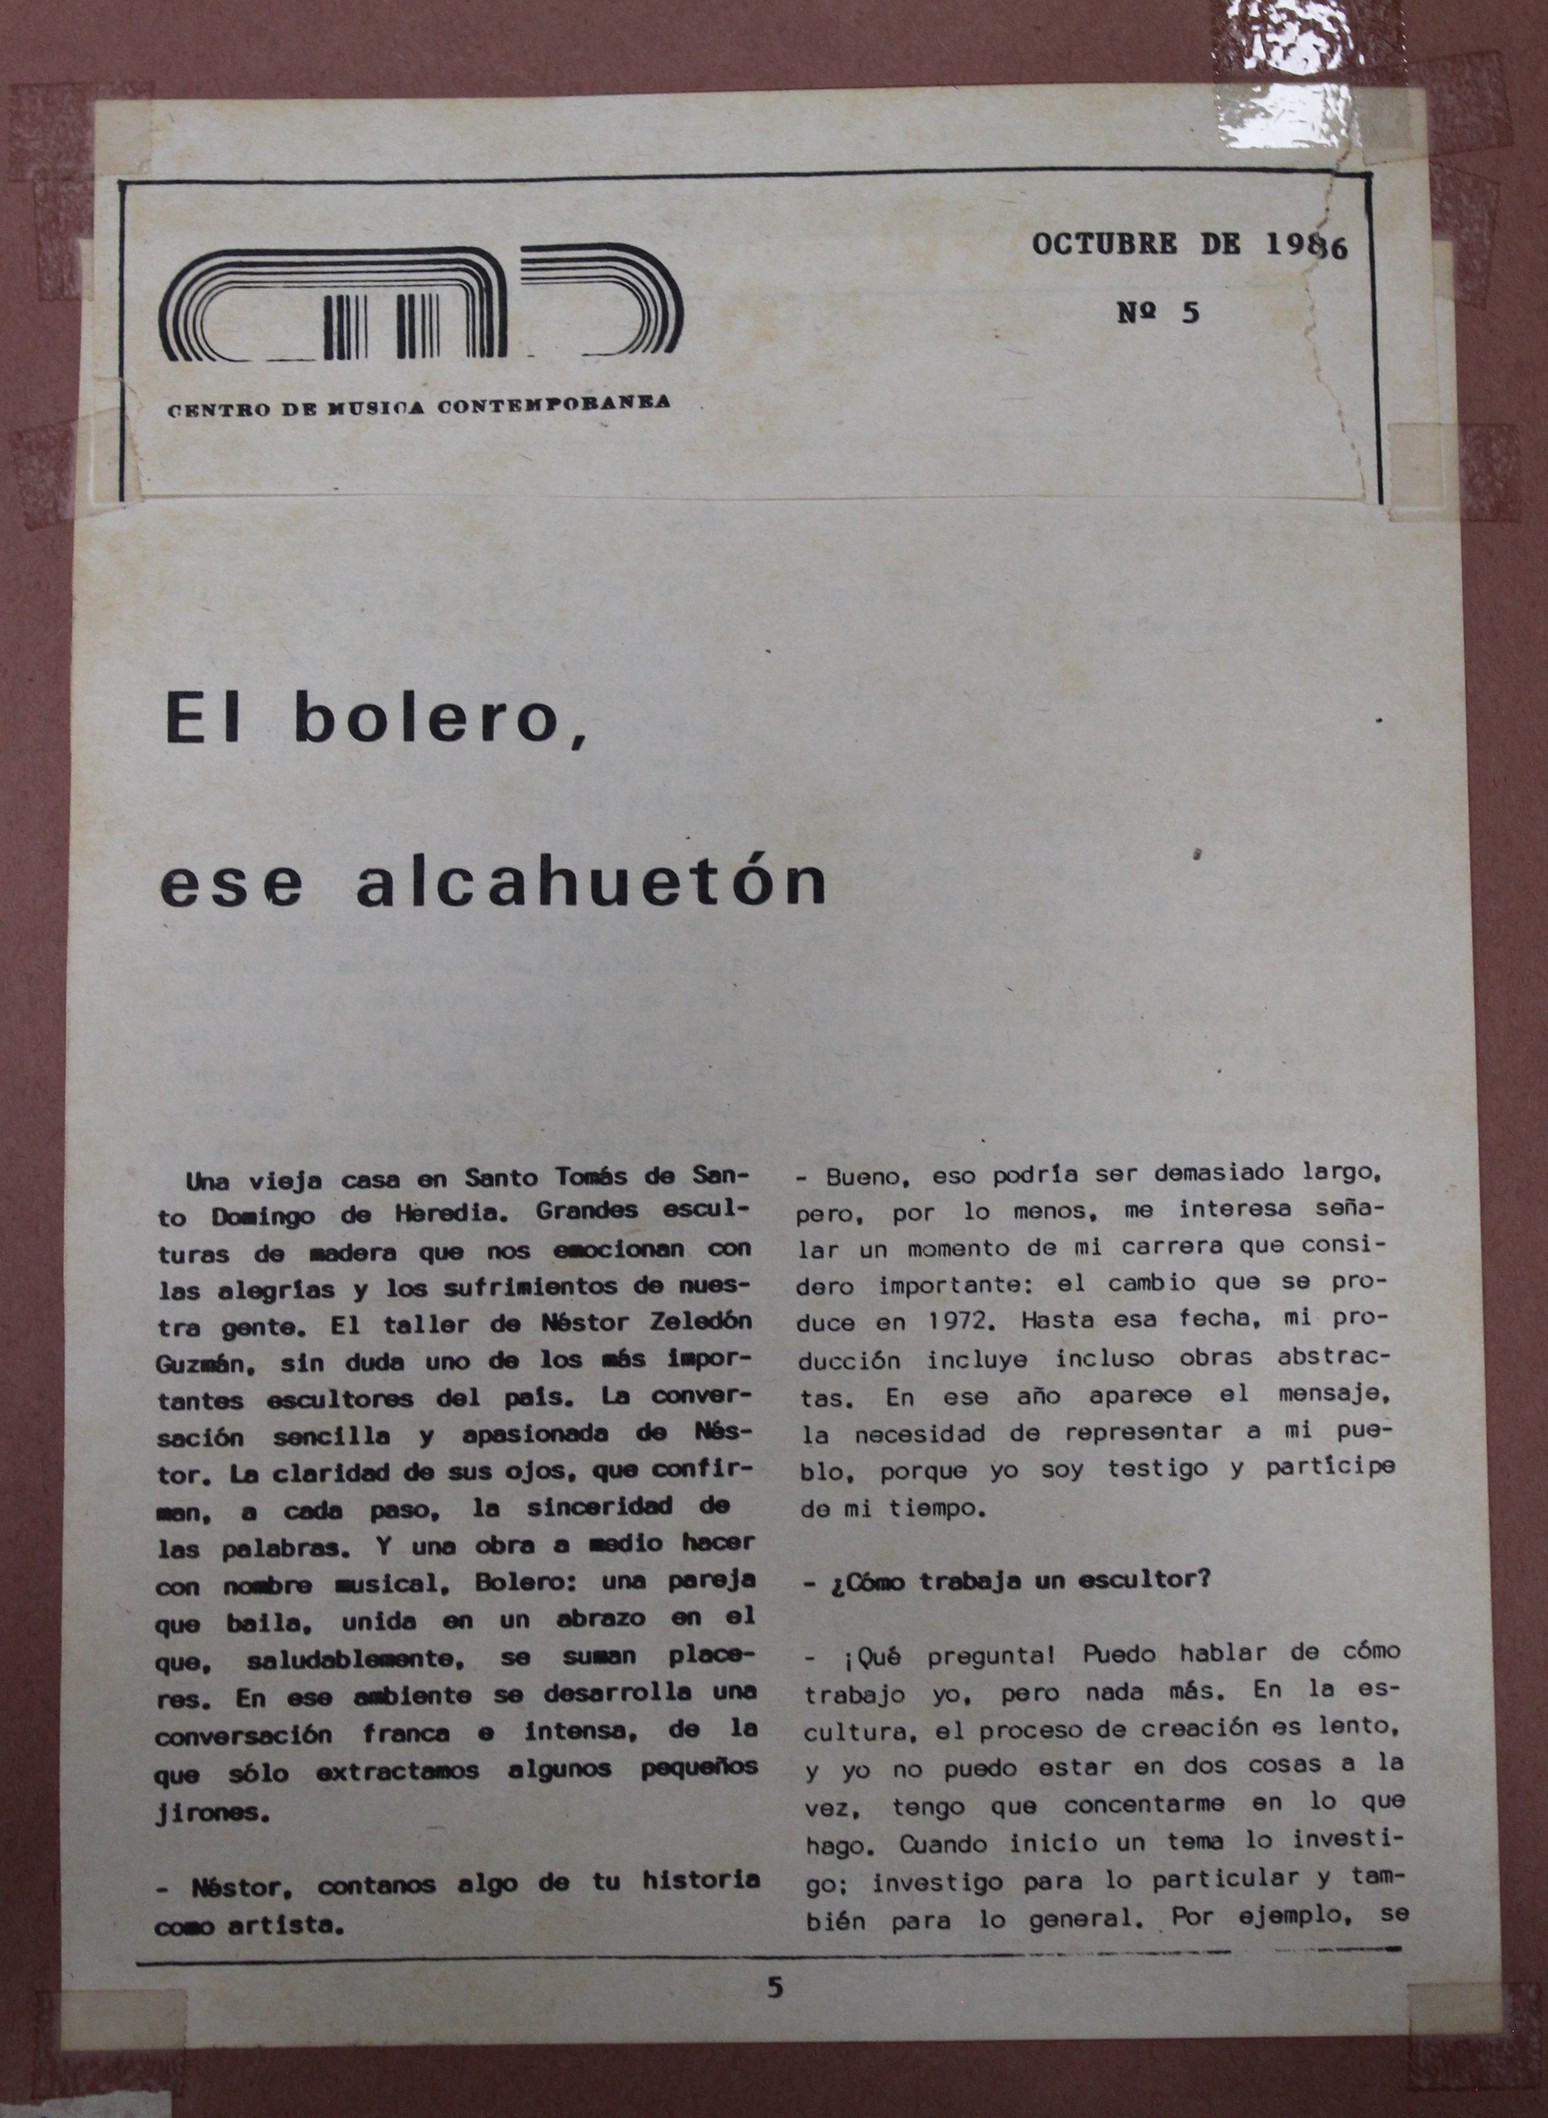 OCTUBRE DE 1986
Nº 5
CENTRO DE MUSICA CONTEMPORANEA
El bolero,
ese alcahuetón
Una vieja casa en Santo Tomás de San-
to Domingo de Heredia. Grandes escul-
turas de madera que nos emocionan con
las alegrías y los sufrimientos de nues-
tra gente. El taller de Néstor Zeledón
Guzmán, sin duda uno de los más impor-
tantes escultores del país. La conver-
sación sencilla y apasionada de Nés-
tor. La claridad de sus ojos, que confir-
man, a cada paso, la sinceridad de
las palabras. Y una obra a medio hacer
con nombre musical, Bolero: una pareja
que baila, unida en un abrazo en el
que, saludablemente, se suman place-
res. En ese ambiente se desarrolla una
conversación franca e intensa, de la
que sólo extractamos algunos pequeños
jirones.
- Néstor, contanos algo de tu historia
como artista.
- Bueno, eso podría ser demasiado largo,
pero, por lo menos, me interesa seña-
lar un momento de mi carrera que consi-
dero importante: el cambio que se pro-
duce en 1972. Hasta esa fecha, mi pro-
ducción incluye incluso obras abstrac-
tas. En ese año aparece el mensaje,
la necesidad de representar a mi pue-
blo, porque yo soy testigo y partícipe
de mi tiempo.
- ¿Cómo trabaja un escultor?
- ¡Qué pregunta! Puedo hablar de cómo
trabajo yo, pero nada más. En la es-
cultura, el proceso de creación es lento,
y yo no puedo estar en dos cosas a la
vez, tengo que concentarme en lo que
hago. Cuando inicio un tema lo investi-
go; investigo para lo particular y tam-
bién para lo general. Por ejemplo, se
5